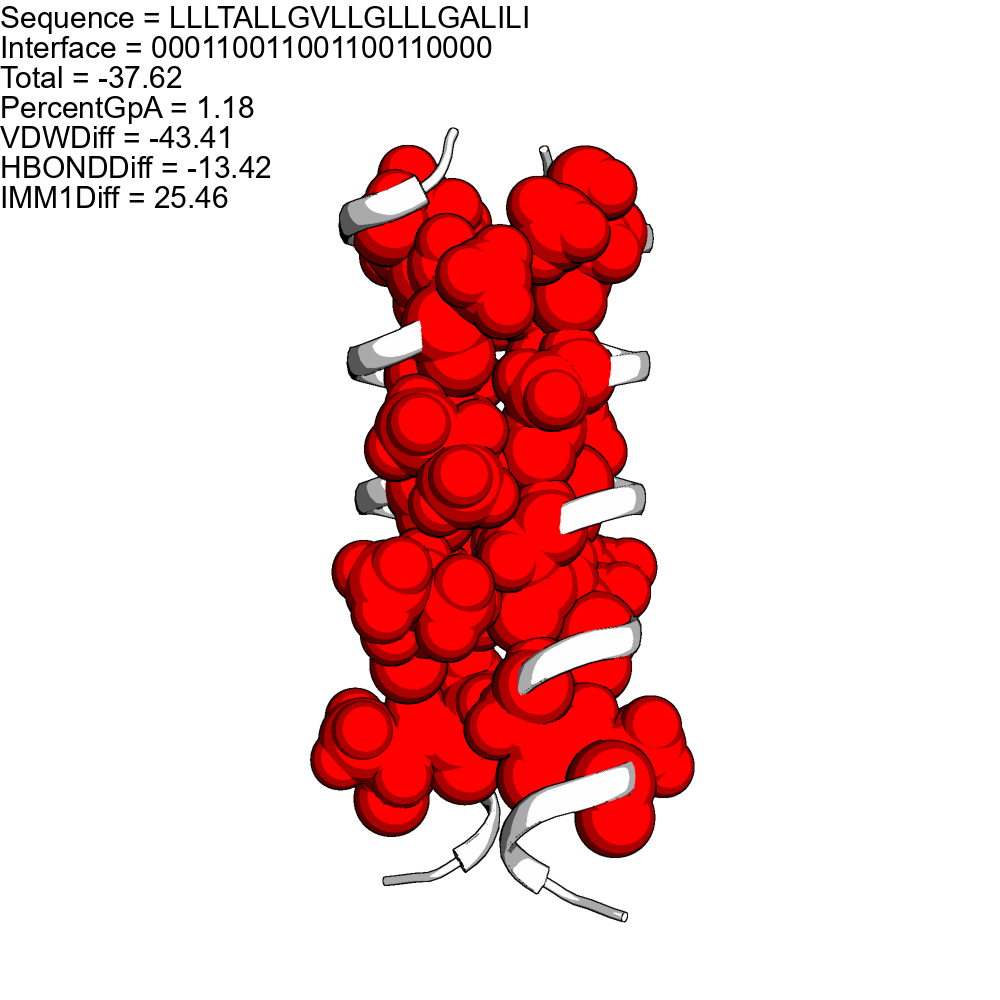 Sequence = LLLTALLGVLLGLLLGALILI
Interface = 000110011001100110000
Total = -37.62
PercentGpA = 1.18
VDWDiff = -43.41
HBONDDiff = -13.42
IMM1Diff = 25.46